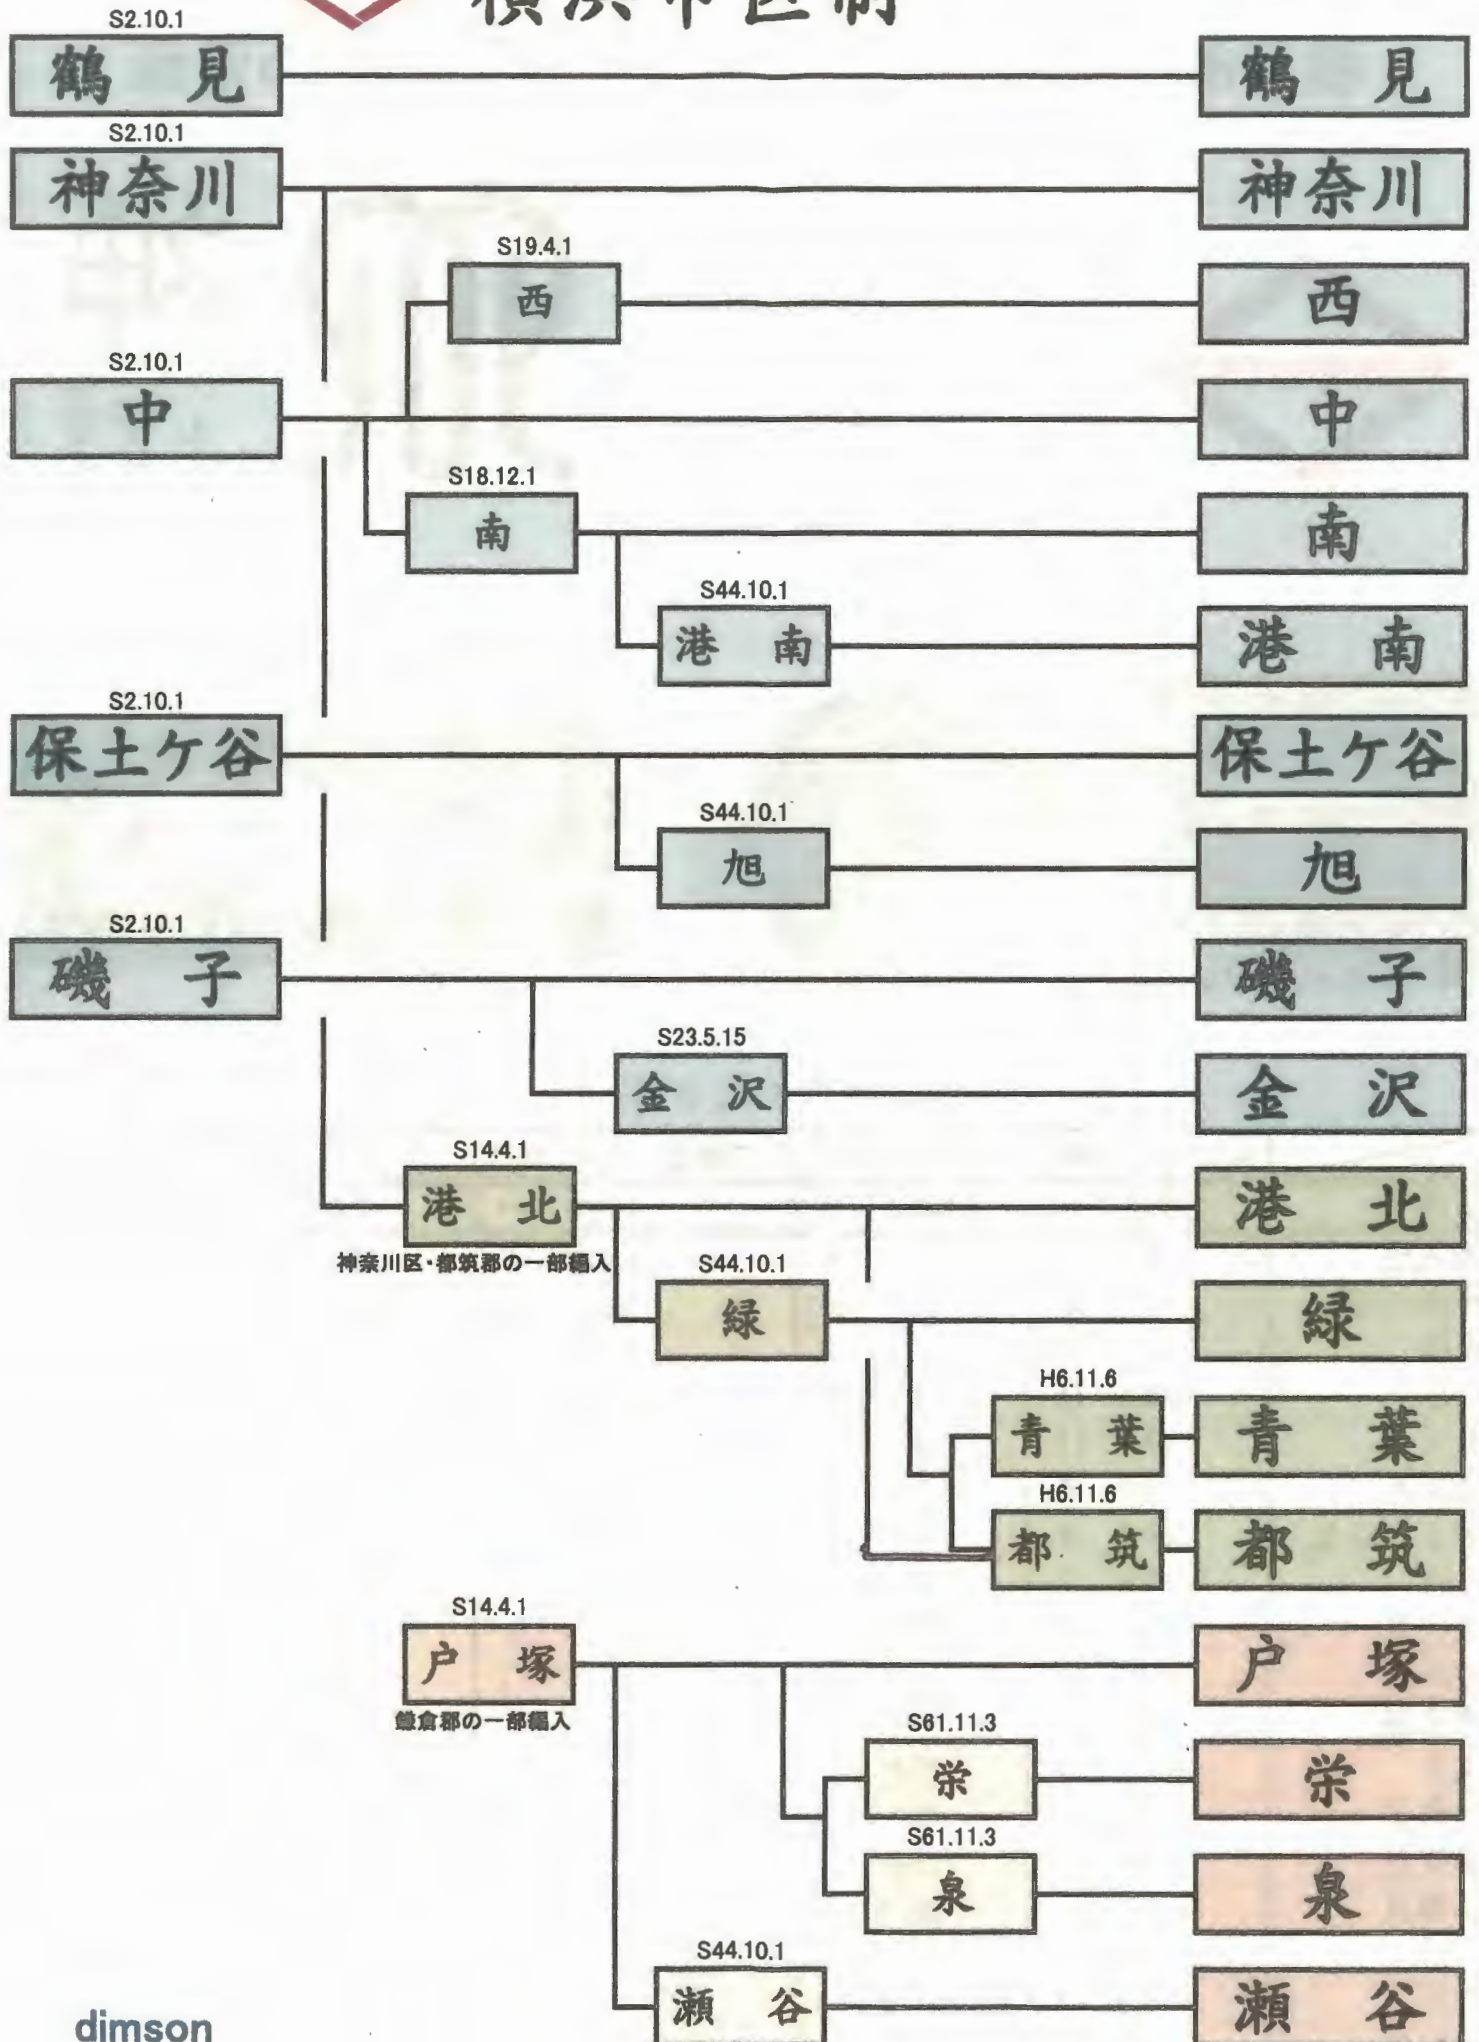 横浜市区制
S2.10.1
鶴見 鶴見
S2.10.1
神奈川 神奈川
S19.4.1
西 西
S2.10.1
中 中
S18.12.1
南 南
S44.10.1
港南 港南
S2.10.1
保土ケ谷 保土ケ谷
S44.10.1
旭 旭
S2.10.1
磯子 磯子
S23.5.15
金沢 金沢
S14.4.1
港北 港北
神奈川区・都筑郡の一部編入
S44.10.1
緑 緑
H6.11.6
青葉 青葉
H6.11.6
都筑 都筑
S14.4.1
戸塚 戸塚
鎌倉郡の一部編入
S61.11.3
栄 栄
S61.11.3
泉 泉
S44.10.1
瀬谷 瀬谷
dimson